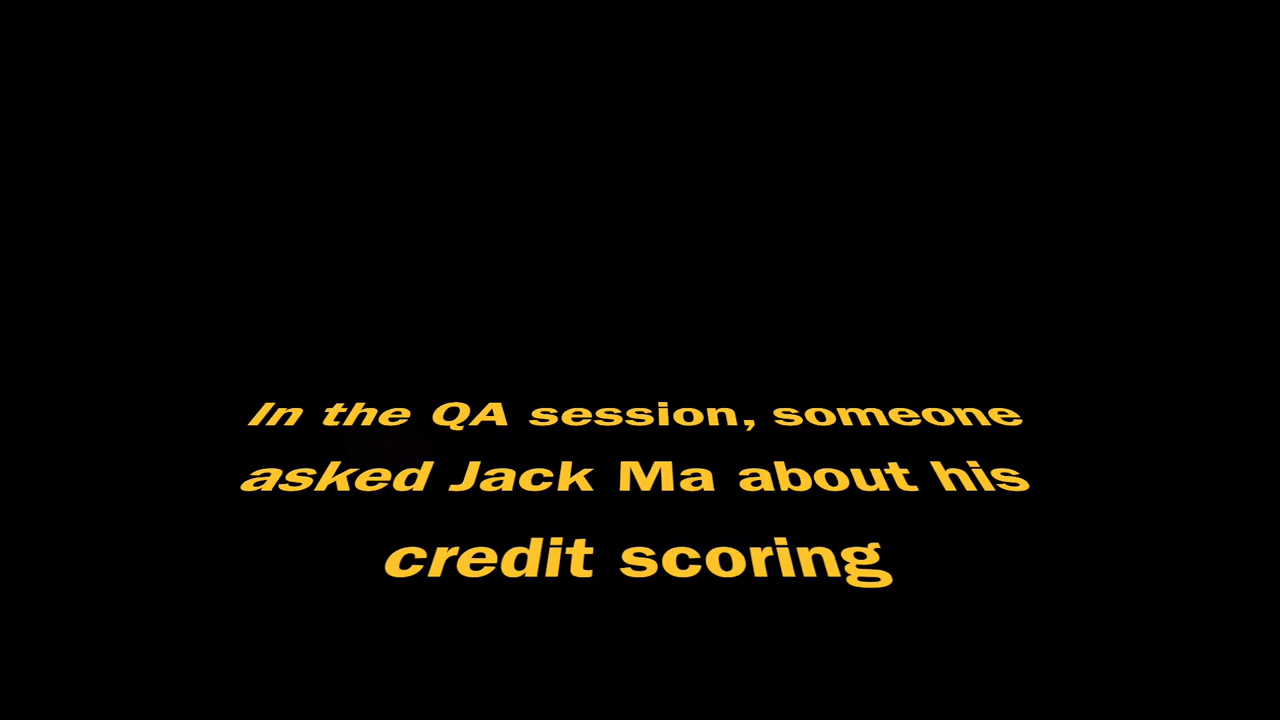 In the QA session, someone
asked Jack Ma about his
credit scoring